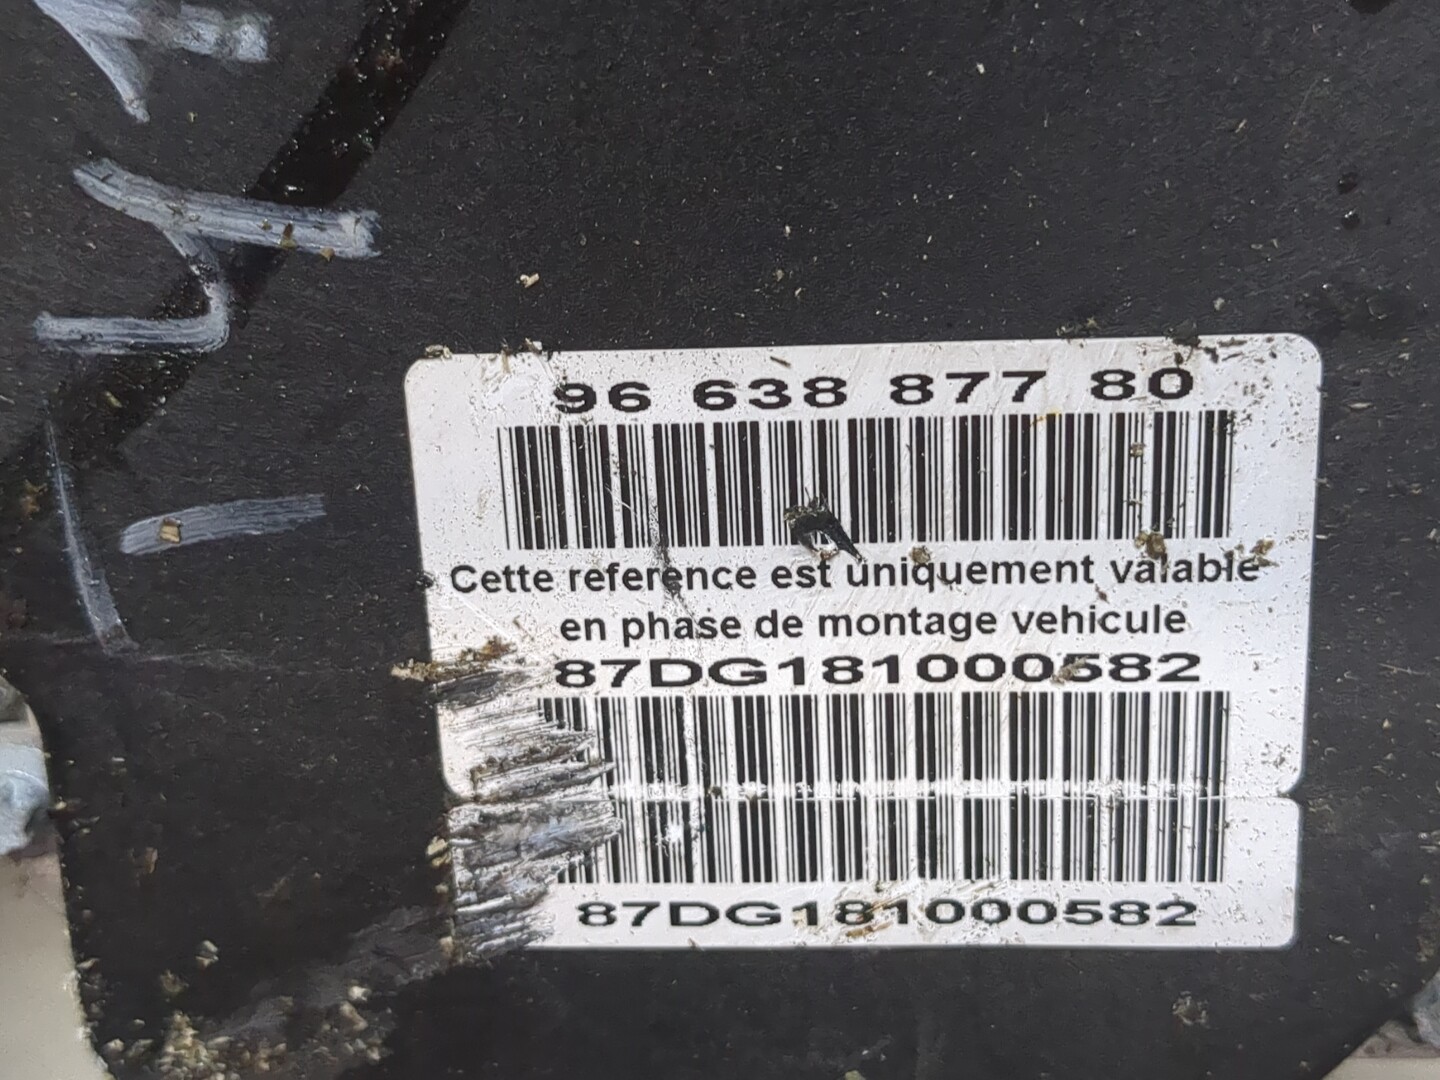 96 638 877 80
Cette reference est uniquement valable
en phase de montage vehicule
87DG181000582
87DG181000582